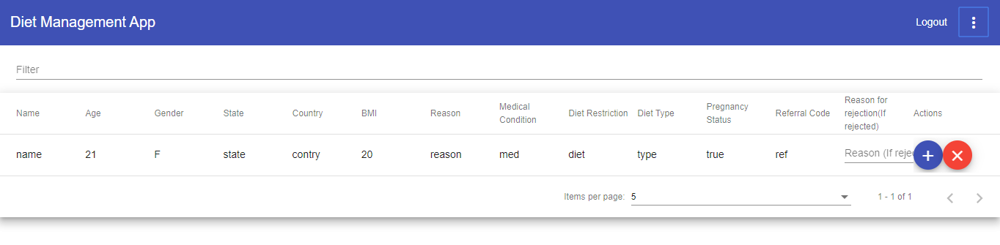 Diet Management App
Logout
Filter
Name Age Gender State Country BMI Reason Medical Condition Diet Restriction Diet Type Pregnancy Status Referral Code Reason for rejection(If rejected) Actions
name 21 F state contry 20 reason med diet type true ref Reason (If
Items per page: 5 1 - 1 of 1